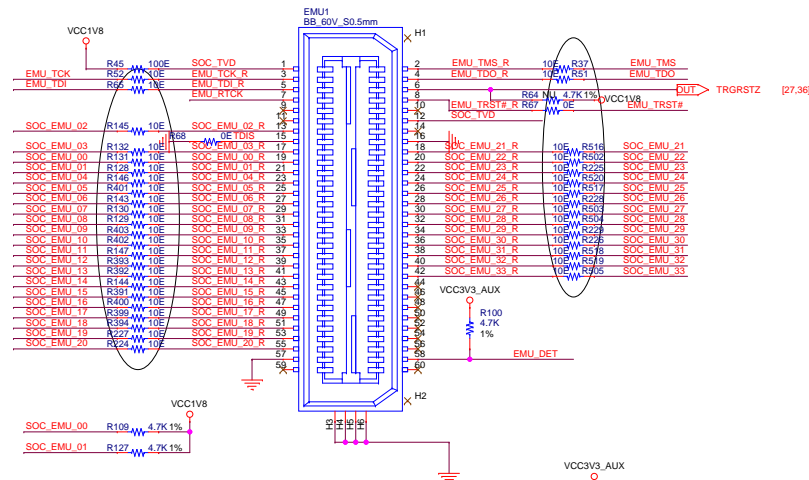 EMU1
BB_60V_S0.5mm
VCC1V8
H1
R45 100E SOC_TVD 1 2 EMU_TMS_R 10E R37 EMU_TMS
EMU_TCK R52 10E EMU_TCK_R 3 4 EMU_TDO_R 10E R51 EMU_TDO
EMU_TDI R65 10E EMU_TDI_R 5 6 OUT TRGRSTZ [27,36]
EMU_RTCK 7 8 R64 NU 4.7K 1% VCC1V8
9 10 EMU_TRST#_R R67 0E EMU_TRST#
11 12 SOC_TVD
SOC_EMU_02 R145 10E SOC_EMU_02_R 13 14
R68 0E TDIS 15 16
SOC_EMU_03 R132 10E SOC_EMU_03_R 17 18 SOC_EMU_21_R 10E R516 SOC_EMU_21
SOC_EMU_00 R131 10E SOC_EMU_00_R 19 20 SOC_EMU_22_R 10E R502 SOC_EMU_22
SOC_EMU_01 R128 10E SOC_EMU_01_R 21 22 SOC_EMU_23_R 10E R225 SOC_EMU_23
SOC_EMU_04 R146 10E SOC_EMU_04_R 23 24 SOC_EMU_24_R 10E R520 SOC_EMU_24
SOC_EMU_05 R401 10E SOC_EMU_05_R 25 26 SOC_EMU_25_R 10E R517 SOC_EMU_25
SOC_EMU_06 R143 10E SOC_EMU_06_R 27 28 SOC_EMU_26_R 10E R228 SOC_EMU_26
SOC_EMU_07 R130 10E SOC_EMU_07_R 29 30 SOC_EMU_27_R 10E R503 SOC_EMU_27
SOC_EMU_08 R129 10E SOC_EMU_08_R 31 32 SOC_EMU_28_R 10E R504 SOC_EMU_28
SOC_EMU_09 R403 10E SOC_EMU_09_R 33 34 SOC_EMU_29_R 10E R229 SOC_EMU_29
SOC_EMU_10 R402 10E SOC_EMU_10_R 35 36 SOC_EMU_30_R 10E R226 SOC_EMU_30
SOC_EMU_11 R147 10E SOC_EMU_11_R 37 38 SOC_EMU_31_R 10E R518 SOC_EMU_31
SOC_EMU_12 R393 10E SOC_EMU_12_R 39 40 SOC_EMU_32_R 10E R519 SOC_EMU_32
SOC_EMU_13 R392 10E SOC_EMU_13_R 41 42 SOC_EMU_33_R 10E R505 SOC_EMU_33
SOC_EMU_14 R144 10E SOC_EMU_14_R 43 44
SOC_EMU_15 R391 10E SOC_EMU_15_R 45 46
SOC_EMU_16 R400 10E SOC_EMU_16_R 47 48
SOC_EMU_17 R399 10E SOC_EMU_17_R 49 50
SOC_EMU_18 R394 10E SOC_EMU_18_R 51 52
SOC_EMU_19 R227 10E SOC_EMU_19_R 53 54
SOC_EMU_20 R224 10E SOC_EMU_20_R 55 56
VCC3V3_AUX
R100
4.7K
1%
57 58 EMU_DET
59 60
H2
VCC1V8
H3 H4 H5 H6
SOC_EMU_00 R109 4.7K 1%
SOC_EMU_01 R127 4.7K 1%
VCC3V3_AUX